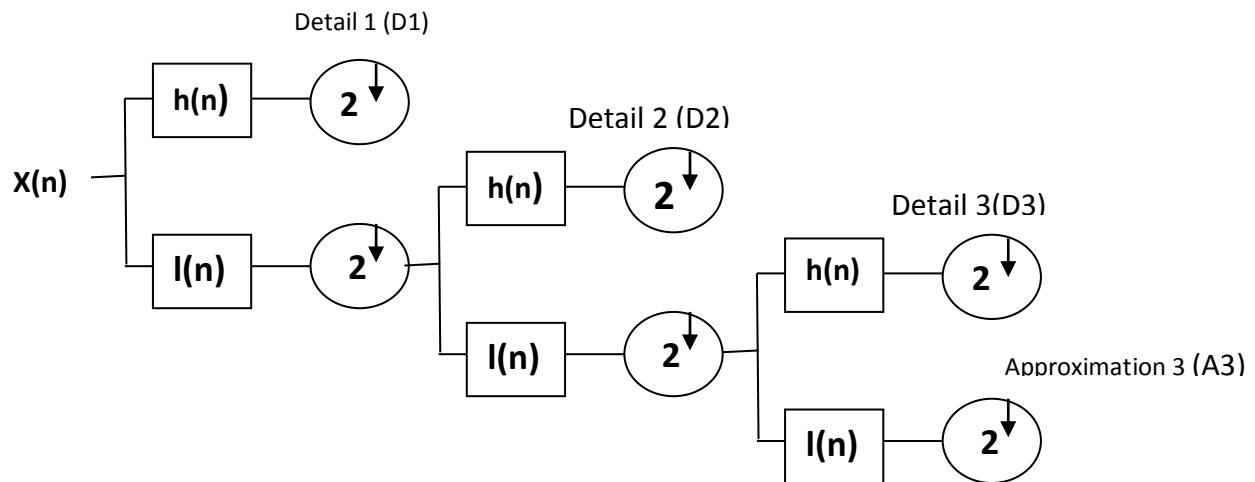 Detail 1 (D1)
h(n)
2
Detail 2 (D2)
X(n)
h(n)
2
Detail 3(D3)
l(n)
2
h(n)
2
l(n)
2
Approximation 3 (A3)
l(n)
2